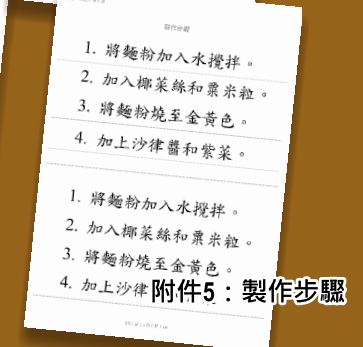 製作步驟
1. 將麵粉加入水攪拌。
2. 加入椰菜絲和粟米粒。
3. 將麵粉燒至金黃色。
4. 加上沙律醬和紫菜。
1. 將麵粉加入水攪拌。
2. 加入椰菜絲和粟米粒。
3. 將麵粉燒至金黃色。
4. 加上沙律
附件5：製作步驟